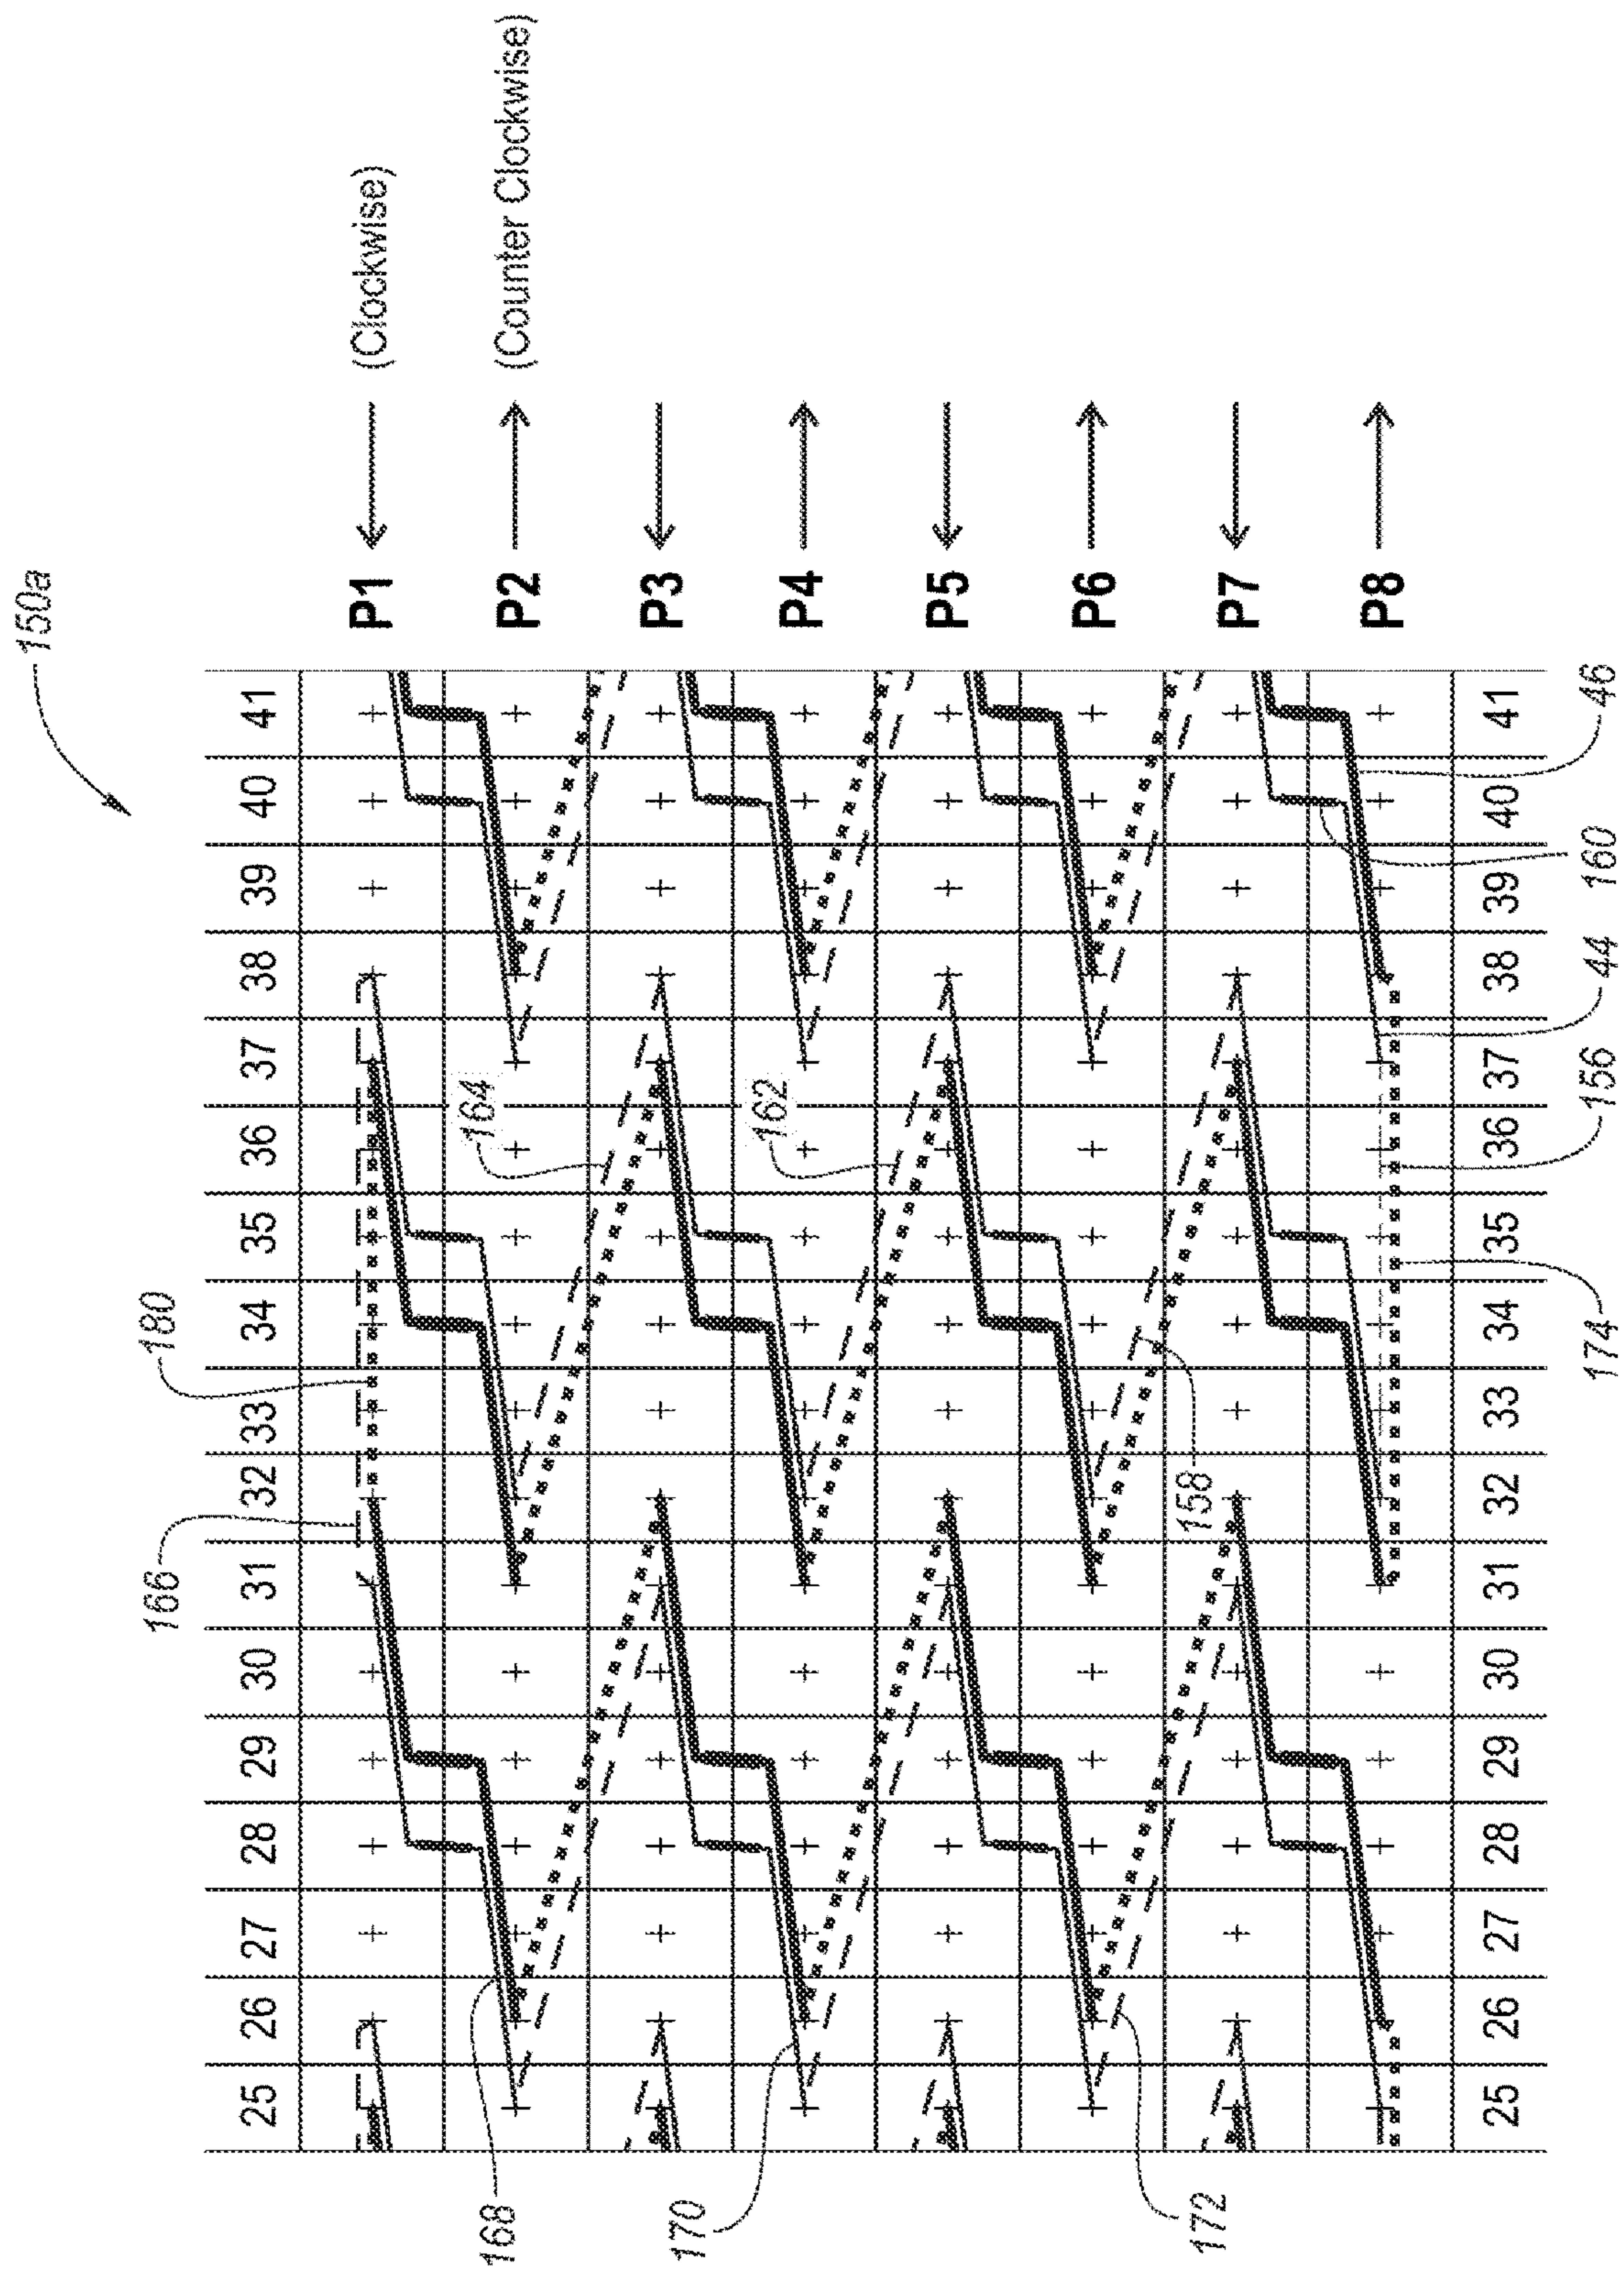 150a
(Clockwise)
(Counter Clockwise)
25 26 27 28 29 30 31 32 33 34 35 36 37 38 39 40 41
P1
P2
P3
P4
P5
P6
P7
P8
166
180
164
162
158
168
170
172
25 26 27 28 29 30 31 32 33 34 35 36 37 38 39 40 41
174
156
44
160
46